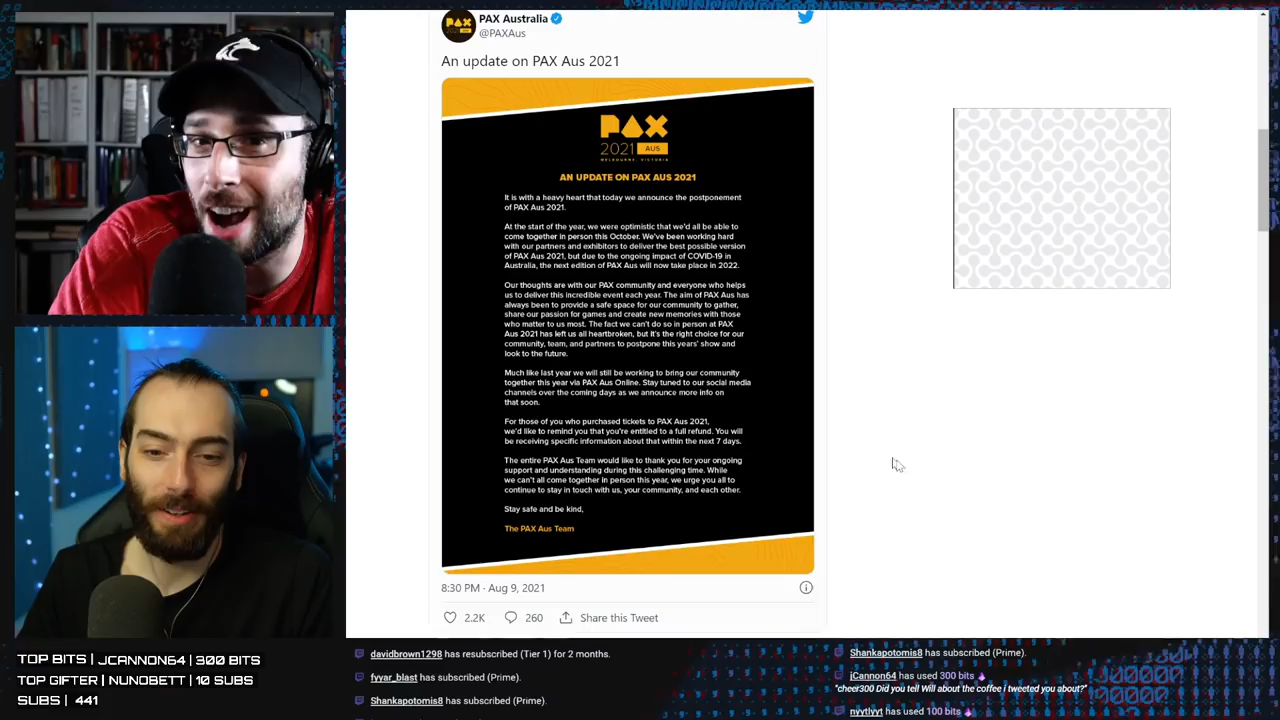 PAX Australia
@PAXAus
An update on PAX Aus 2021
PAX
2021 AUS
MELBOURNE, VICTORIA
AN UPDATE ON PAX AUS 2021
It is with a heavy heart that today we announce the postponement
of PAX Aus 2021.
At the start of the year, we were optimistic that we'd all be able to
come together in person this October. We've been working hard
with our partners and exhibitors to deliver the best possible version
of PAX Aus 2021, but due to the ongoing impact of COVID-19 in
Australia, the next edition of PAX Aus will now take place in 2022.
Our thoughts are with our PAX community and everyone who helps
us to deliver this incredible event each year. The aim of PAX Aus has
always been to provide a safe space for our community to gather,
share our passion for games and create new memories with those
who matter to us most. The fact we can't do so in person at PAX
Aus 2021 has left us all heartbroken, but it's the right choice for our
community, team, and partners to postpone this years' show and
look to the future.
Much like last year we will still be working to bring our community
together this year via PAX Aus Online. Stay tuned to our social media
channels over the coming days as we announce more info on
that soon.
For those of you who purchased tickets to PAX Aus 2021,
we'd like to remind you that you're entitled to a full refund. You will
be receiving specific information about that within the next 7 days.
The entire PAX Aus Team would like to thank you for your ongoing
support and understanding during this challenging time. While
we can't all come together in person this year, we urge you all to
continue to stay in touch with us, your community, and each other.
Stay safe and be kind,
The PAX Aus Team
8:30 PM · Aug 9, 2021
2.2K 260 Share this Tweet
TOP BITS | JCANNON64 | 300 BITS
TOP GIFTER | NUNOBETT | 10 SUBS
SUBS | 441
davidbrown1298 has resubscribed (Tier 1) for 2 months.
fyyar_blast has subscribed (Prime).
Shankapotomis8 has subscribed (Prime).
Shankapotomis8 has subscribed (Prime).
jCannon64 has used 300 bits
"cheer300 Did you tell Will about the coffee i tweeted you about?"
nvytlyyt has used 100 bits